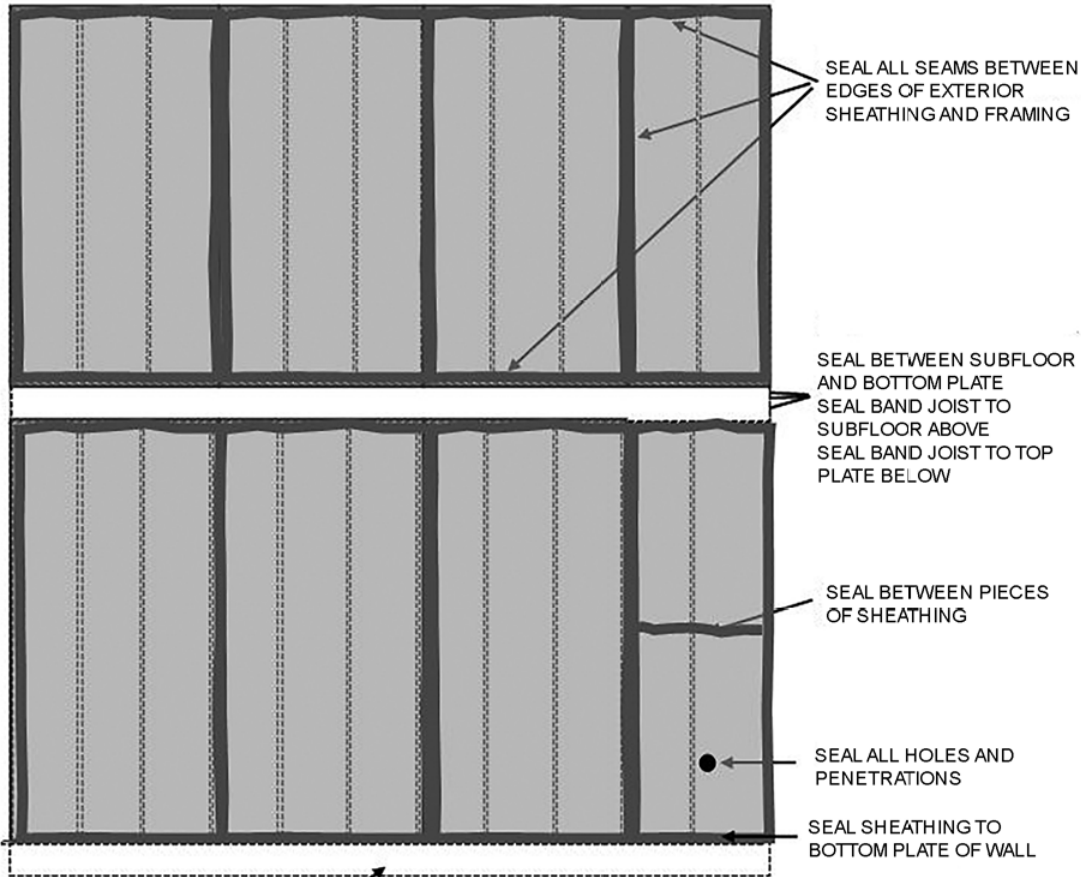 SEAL ALL SEAMS BETWEEN
EDGES OF EXTERIOR
SHEATHING AND FRAMING
SEAL BETWEEN SUBFLOOR
AND BOTTOM PLATE
SEAL BAND JOIST TO
SUBFLOOR ABOVE
SEAL BAND JOIST TO TOP
PLATE BELOW
SEAL BETWEEN PIECES
OF SHEATHING
SEAL ALL HOLES AND
PENETRATIONS
SEAL SHEATHING TO
BOTTOM PLATE OF WALL